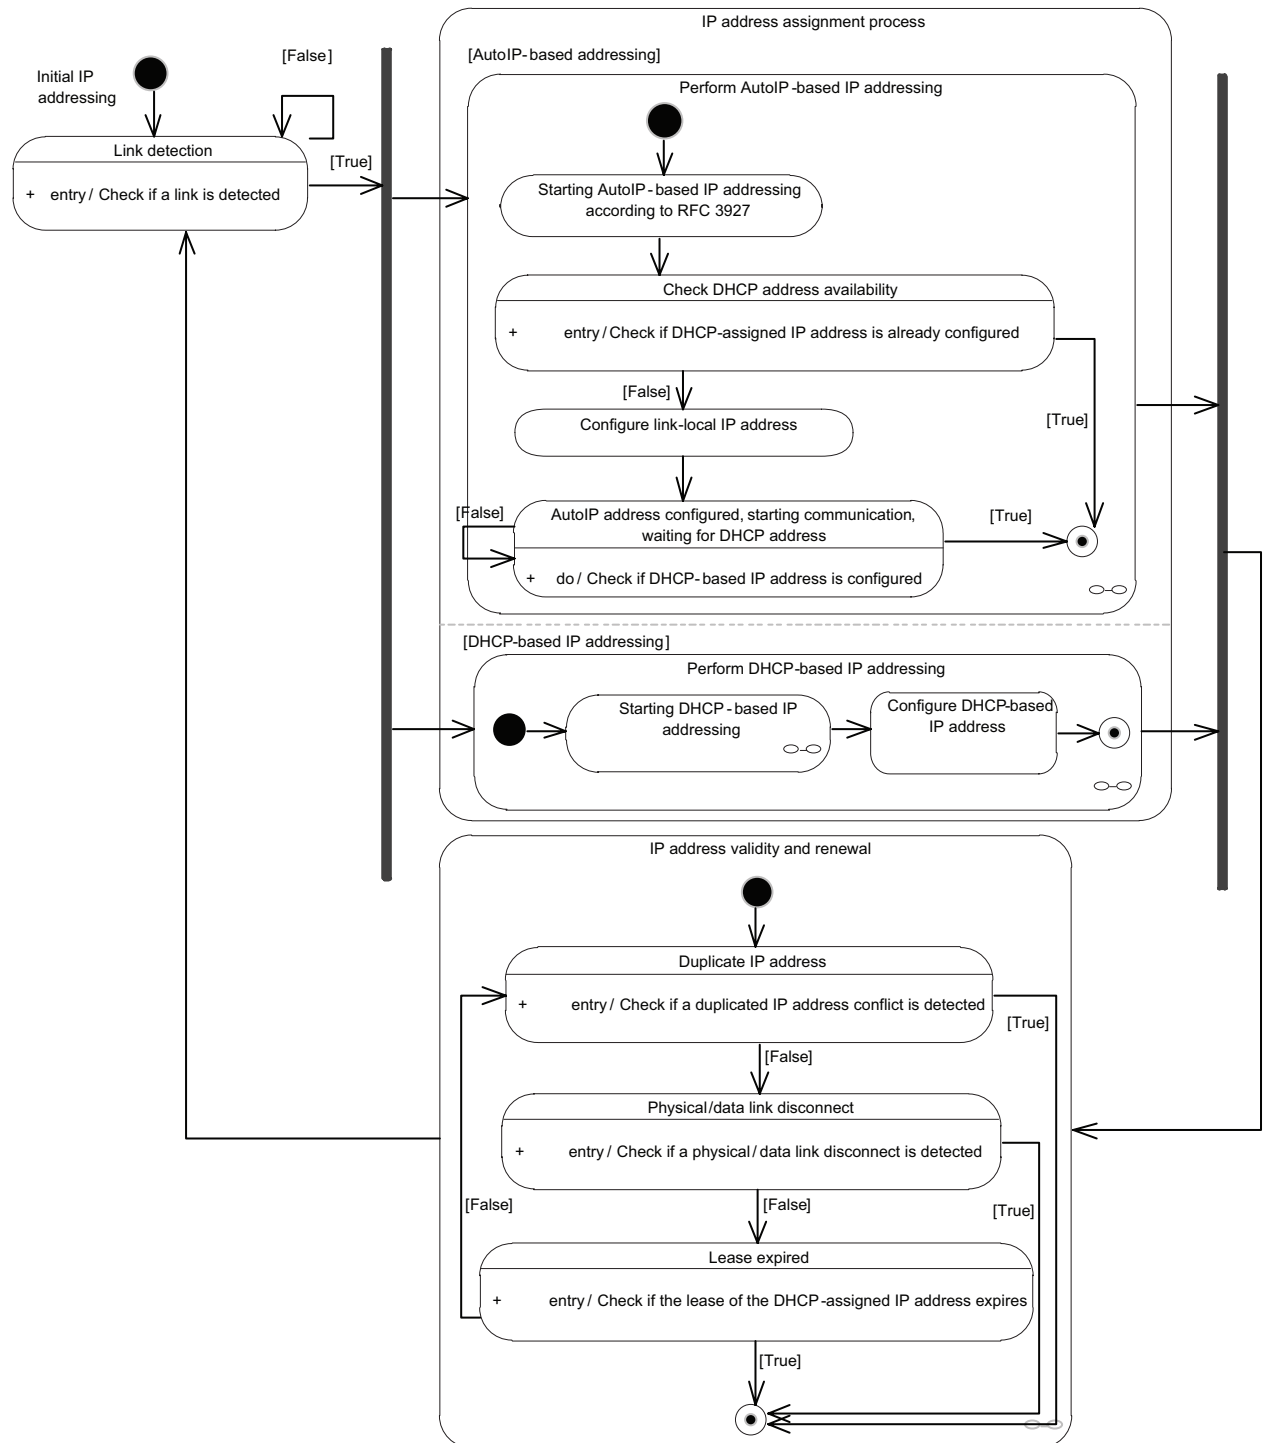 IP address assignment process
[AutoIP-based addressing]
[False]
Initial IP
addressing
Perform AutoIP-based IP addressing
Link detection
[True]
+ entry / Check if a link is detected
Starting AutoIP-based IP addressing
according to RFC 3927
Check DHCP address availability
+ entry / Check if DHCP-assigned IP address is already configured
[False]
[True]
Configure link-local IP address
[False]
AutoIP address configured, starting communication,
waiting for DHCP address
[True]
+ do / Check if DHCP-based IP address is configured
[DHCP-based IP addressing]
Perform DHCP-based IP addressing
Starting DHCP-based IP
addressing
Configure DHCP-based
IP address
IP address validity and renewal
Duplicate IP address
+ entry / Check if a duplicated IP address conflict is detected
[True]
[False]
Physical/data link disconnect
+ entry / Check if a physical/data link disconnect is detected
[False]
[False]
[True]
Lease expired
+ entry / Check if the lease of the DHCP-assigned IP address expires
[True]